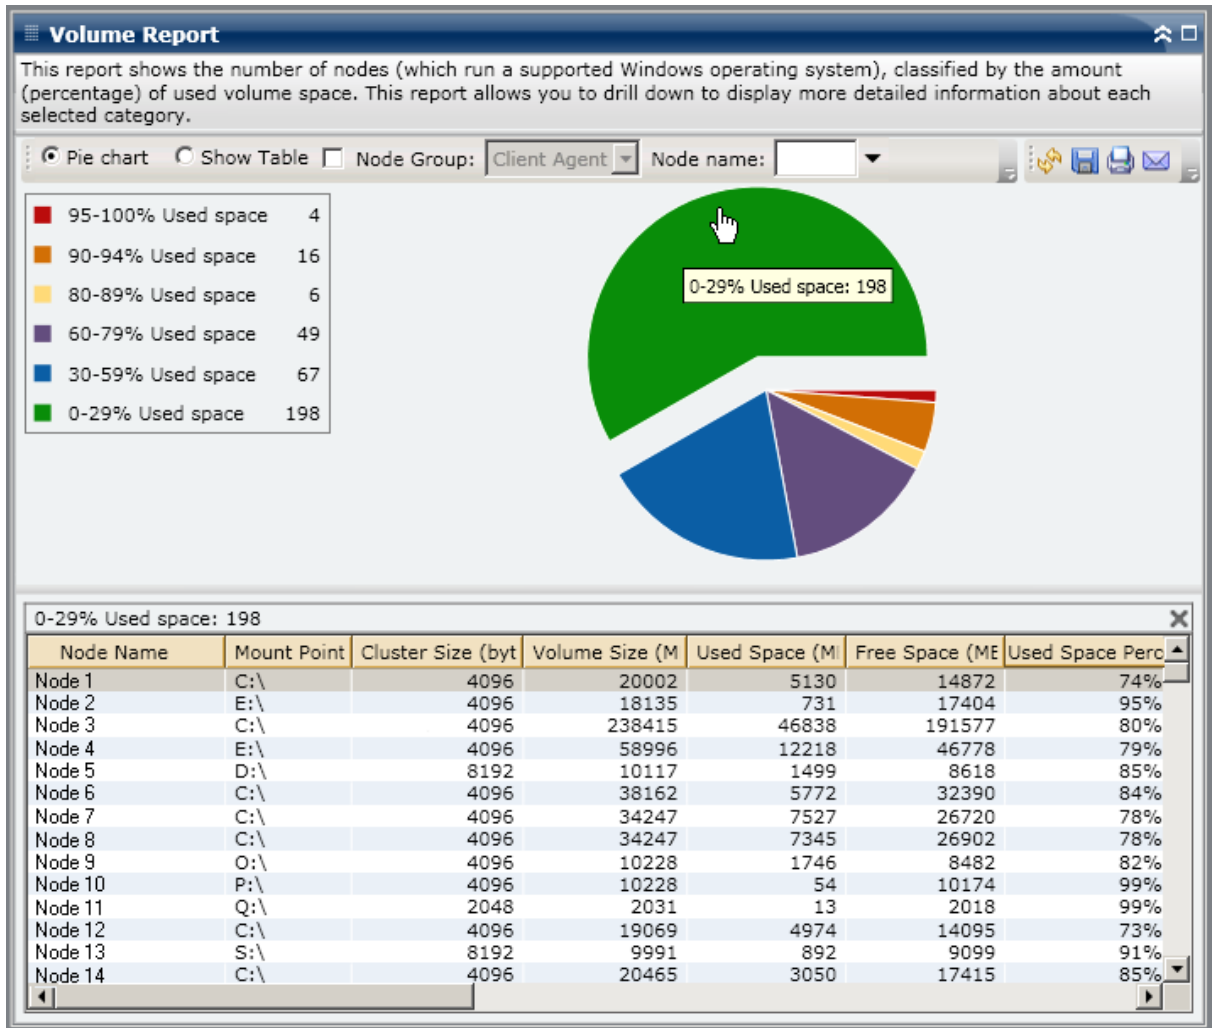 Volume Report
This report shows the number of nodes (which run a supported Windows operating system), classified by the amount
(percentage) of used volume space. This report allows you to drill down to display more detailed information about each
selected category.
Pie chart Show Table Node Group: Client Agent Node name:
95-100% Used space 4
90-94% Used space 16
80-89% Used space 6
60-79% Used space 49
30-59% Used space 67
0-29% Used space 198
0-29% Used space: 198
0-29% Used space: 198
Node Name Mount Point Cluster Size (byt Volume Size (M Used Space (M Free Space (ME Used Space Perc
Node 1 C:\ 4096 20002 5130 14872 74%
Node 2 E:\ 4096 18135 731 17404 95%
Node 3 C:\ 4096 238415 46838 191577 80%
Node 4 E:\ 4096 58996 12218 46778 79%
Node 5 D:\ 8192 10117 1499 8618 85%
Node 6 C:\ 4096 38162 5772 32390 84%
Node 7 C:\ 4096 34247 7527 26720 78%
Node 8 C:\ 4096 34247 7345 26902 78%
Node 9 O:\ 4096 10228 1746 8482 82%
Node 10 P:\ 4096 10228 54 10174 99%
Node 11 Q:\ 2048 2031 13 2018 99%
Node 12 C:\ 4096 19069 4974 14095 73%
Node 13 S:\ 8192 9991 892 9099 91%
Node 14 C:\ 4096 20465 3050 17415 85%